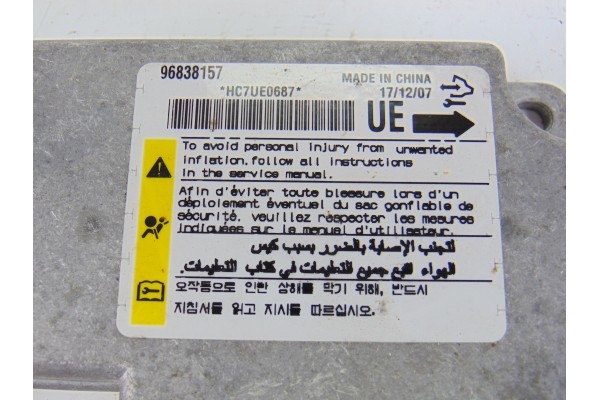 96838157
MADE IN CHINA
*HC7UE0687*
17/12/07
UE
To avoid personal injury from unwanted
inflation, follow all instructions
in the service manual.
Afin d'éviter toute blessure lors d'un
déploiement éventuel du sac gonflable de
sécurité, veuillez respecter les mesures
indiquées sur le manuel d'utilisateur.
لتجنب الإصابة بالضرر بسبب كيس
الهواء اتبع جميع التعليمات في كتاب التعليمات.
오작동으로 인한 상해를 막기 위해, 반드시
지침서를 읽고 지시를 따르십시오.